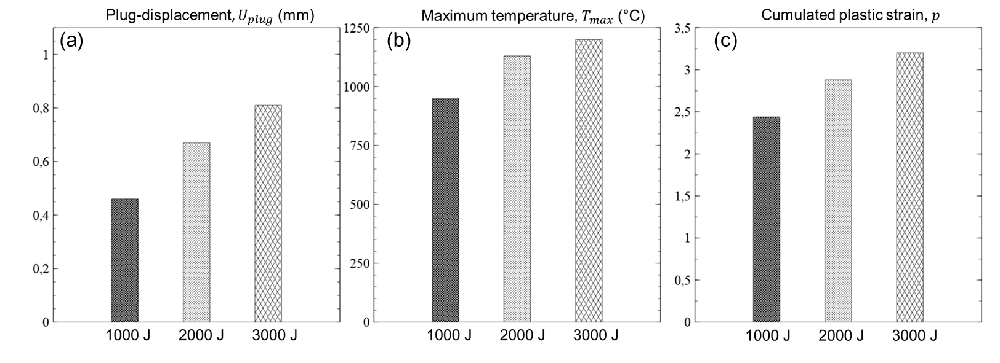 Plug-displacement, U_plug (mm)
(a)
1
0,8
0,6
0,4
0,2
0
1000 J 2000 J 3000 J
Maximum temperature, T_max (°C)
(b)
1250
1000
750
500
250
0
1000 J 2000 J 3000 J
Cumulated plastic strain, p
(c)
3,5
3
2,5
2
1,5
1
0,5
0
1000 J 2000 J 3000 J